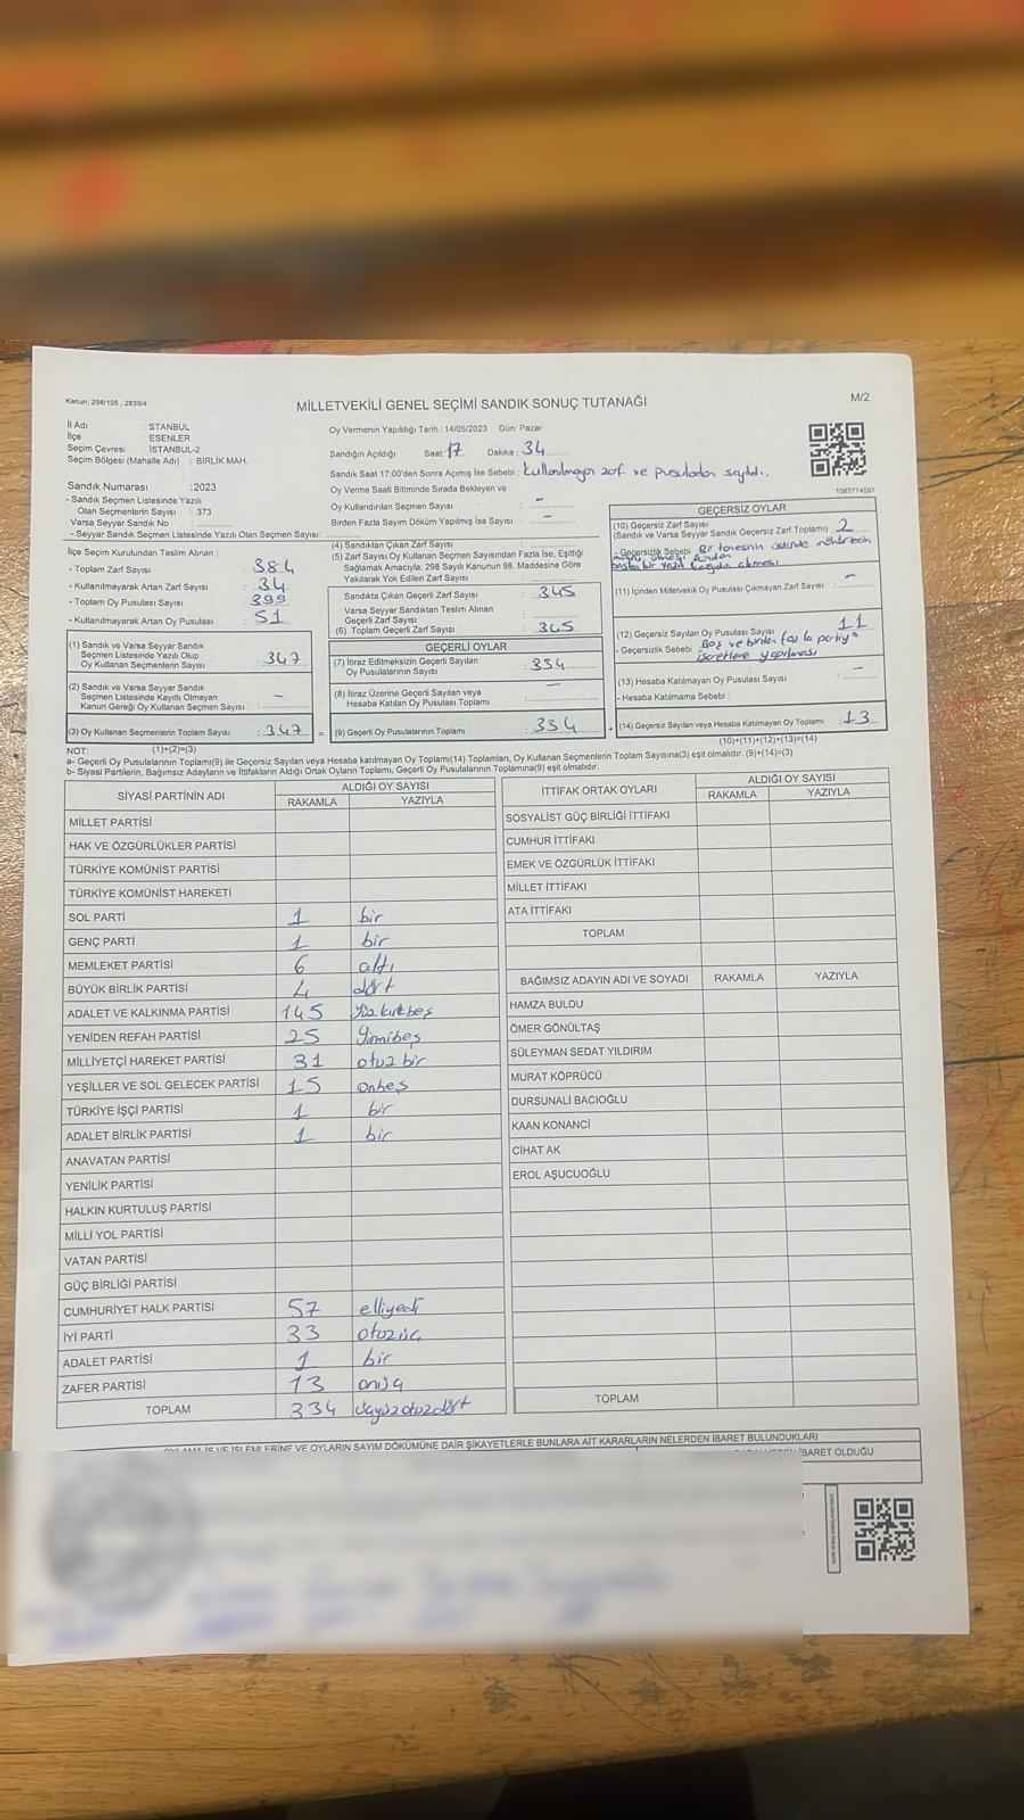 Kanun: 298/105 , 2839/4
MİLLETVEKİLİ GENEL SEÇİMİ SANDIK SONUÇ TUTANAĞI
M/2
İl Adı : İSTANBUL
İlçe : ESENLER
Seçim Çevresi : İSTANBUL-2
Seçim Bölgesi (Mahalle Adı) : BİRLİK MAH.
Sandık Numarası : 2023
- Sandık Seçmen Listesinde Yazılı
Olan Seçmenlerin Sayısı : 373
Varsa Seyyar Sandık No
- Seyyar Sandık Seçmen Listesinde Yazılı Olan Seçmen Sayısı :
Oy Vermenin Yapıldığı Tarih : 14/05/2023 Gün: Pazar
Sandığın Açıldığı Saat: 17 Dakika: 34
Sandık Saat 17:00'den Sonra Açılmış İse Sebebi : kullanılmayan zarf ve pusuladan sayıldı.
Oy Verme Saati Bitiminde Sırada Bekleyen ve
Oy Kullandırılan Seçmen Sayısı : -
Birden Fazla Sayım Döküm Yapılmış İse Sayısı : -
İlçe Seçim Kurulundan Teslim Alınan :
- Toplam Zarf Sayısı : 384
- Kullanılmayarak Artan Zarf Sayısı : 34
- Toplam Oy Pusulası Sayısı : 399
- Kullanılmayarak Artan Oy Pusulası : 51
(1) Sandık ve Varsa Seyyar Sandık
Seçmen Listesinde Yazılı Olup
Oy Kullanan Seçmenlerin Sayısı : 347
(2) Sandık ve Varsa Seyyar Sandık
Seçmen Listesinde Kayıtlı Olmayan
Kanun Gereği Oy Kullanan Seçmen Sayısı : -
(3) Oy Kullanan Seçmenlerin Toplam Sayısı : 347
(1)+(2)=(3)
(4) Sandıktan Çıkan Zarf Sayısı :
(5) Zarf Sayısı Oy Kullanan Seçmen Sayısından Fazla İse, Eşitliği
Sağlamak Amacıyla, 298 Sayılı Kanunun 98. Maddesine Göre
Yakılarak Yok Edilen Zarf Sayısı
Sandıkta Çıkan Geçerli Zarf Sayısı : 345
Varsa Seyyar Sandıktan Teslim Alınan
Geçerli Zarf Sayısı :
(6) Toplam Geçerli Zarf Sayısı : 345
GEÇERLİ OYLAR
(7) İtiraz Edilmeksizin Geçerli Sayılan
Oy Pusulalarının Sayısı : 334
(8) İtiraz Üzerine Geçerli Sayılan veya
Hesaba Katılan Oy Pusulası Toplamı : -
(9) Geçerli Oy Pusulalarının Toplamı : 334
GEÇERSİZ OYLAR
(10) Geçersiz Zarf Sayısı
(Sandık ve Varsa Seyyar Sandık Geçersiz Zarf Toplamı) : 2
- Geçersizlik Sebebi : Bir tanesinin üstünde mühür
başka bir yazılı kağıda çıkması
(11) İçinden Milletvekili Oy Pusulası Çıkmayan Zarf Sayısı : -
(12) Geçersiz Sayılan Oy Pusulası Sayısı : 11
- Geçersizlik Sebebi : Boş ve birden fazla partiye
işaretleme yapılması
(13) Hesaba Katılmayan Oy Pusulası Sayısı : -
- Hesaba Katılmama Sebebi :
(14) Geçersiz Sayılan veya Hesaba Katılmayan Oy Toplamı : 13
(10)+(11)+(12)+(13)=(14)
NOT:
a- Geçerli Oy Pusulalarının Toplamı(9) ile Geçersiz Sayılan veya Hesaba katılmayan Oy Toplamı(14) Toplamları, Oy Kullanan Seçmenlerin Toplam Sayısına(3) eşit olmalıdır. (9)+(14)=(3)
b- Siyasi Partilerin, Bağımsız Adayların ve İttifakların Aldığı Ortak Oyların Toplamı, Geçerli Oy Pusulalarının Toplamına(9) eşit olmalıdır.
SİYASİ PARTİNİN ADI ALDIĞI OY SAYISI
RAKAMLA YAZIYLA
MİLLET PARTİSİ
HAK VE ÖZGÜRLÜKLER PARTİSİ
TÜRKİYE KOMÜNİST PARTİSİ
TÜRKİYE KOMÜNİST HAREKETİ
SOL PARTİ 1 bir
GENÇ PARTİ 1 bir
MEMLEKET PARTİSİ 6 altı
BÜYÜK BİRLİK PARTİSİ 4 dört
ADALET VE KALKINMA PARTİSİ 145 Yüzkırkbeş
YENİDEN REFAH PARTİSİ 25 Yirmibeş
MİLLİYETÇİ HAREKET PARTİSİ 31 otuz bir
YEŞİLLER VE SOL GELECEK PARTİSİ 15 onbeş
TÜRKİYE İŞÇİ PARTİSİ 1 bir
ADALET BİRLİK PARTİSİ 1 bir
ANAVATAN PARTİSİ
YENİLİK PARTİSİ
HALKIN KURTULUŞ PARTİSİ
MİLLİ YOL PARTİSİ
VATAN PARTİSİ
GÜÇ BİRLİĞİ PARTİSİ
CUMHURİYET HALK PARTİSİ 57 elliyedi
İYİ PARTİ 33 otuzüç
ADALET PARTİSİ 1 bir
ZAFER PARTİSİ 13 onüç
TOPLAM 334 üçyüzotuzdört
İTTİFAK ORTAK OYLARI ALDIĞI OY SAYISI
RAKAMLA YAZIYLA
SOSYALİST GÜÇ BİRLİĞİ İTTİFAKI
CUMHUR İTTİFAKI
EMEK VE ÖZGÜRLÜK İTTİFAKI
MİLLET İTTİFAKI
ATA İTTİFAKI
TOPLAM
BAĞIMSIZ ADAYIN ADI VE SOYADI RAKAMLA YAZIYLA
HAMZA BULDU
ÖMER GÖNÜLTAŞ
SÜLEYMAN SEDAT YILDIRIM
MURAT KÖPRÜCÜ
DURSUNALİ BACIOĞLU
KAAN KONANCİ
CİHAT AK
EROL AŞUCUOĞLU
TOPLAM
OYLARIN SAYIM DÖKÜMÜNE DAİR ŞİKAYETLERLE BUNLARA AİT KARARLARIN NELERDEN İBARET BULUNDUKLARI
İBARET OLDUĞU